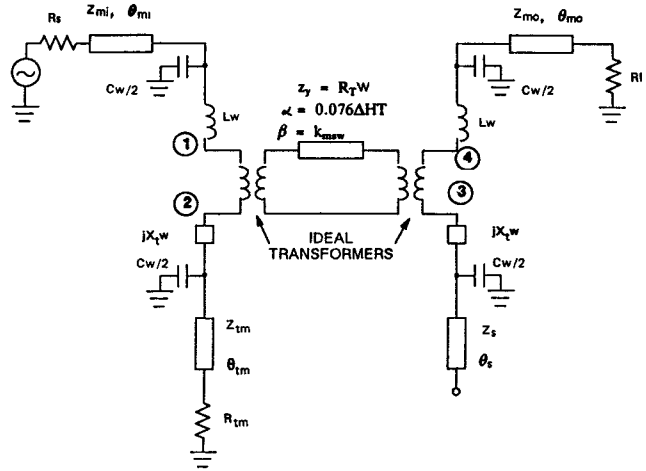 Zmi, θmi
Rs
Cw/2
Lw
1
2
jXtw
Cw/2
Ztm
θtm
Rtm
zy = RTW
α = 0.076ΔHT
β = kmsw
IDEAL
TRANSFORMERS
Zmo, θmo
Rl
Cw/2
Lw
4
3
jXtw
Cw/2
Zs
θs